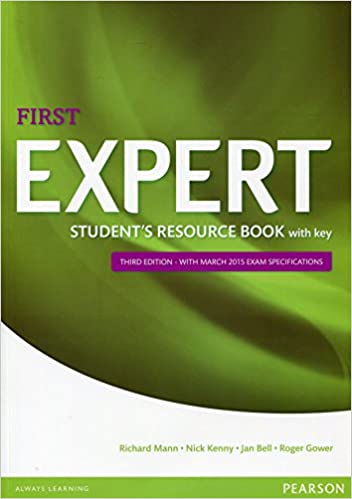 FIRST
EXPERT
STUDENT'S RESOURCE BOOK with key
THIRD EDITION - WITH MARCH 2015 EXAM SPECIFICATIONS
Richard Mann • Nick Kenny • Jan Bell • Roger Gower
ALWAYS LEARNING
PEARSON